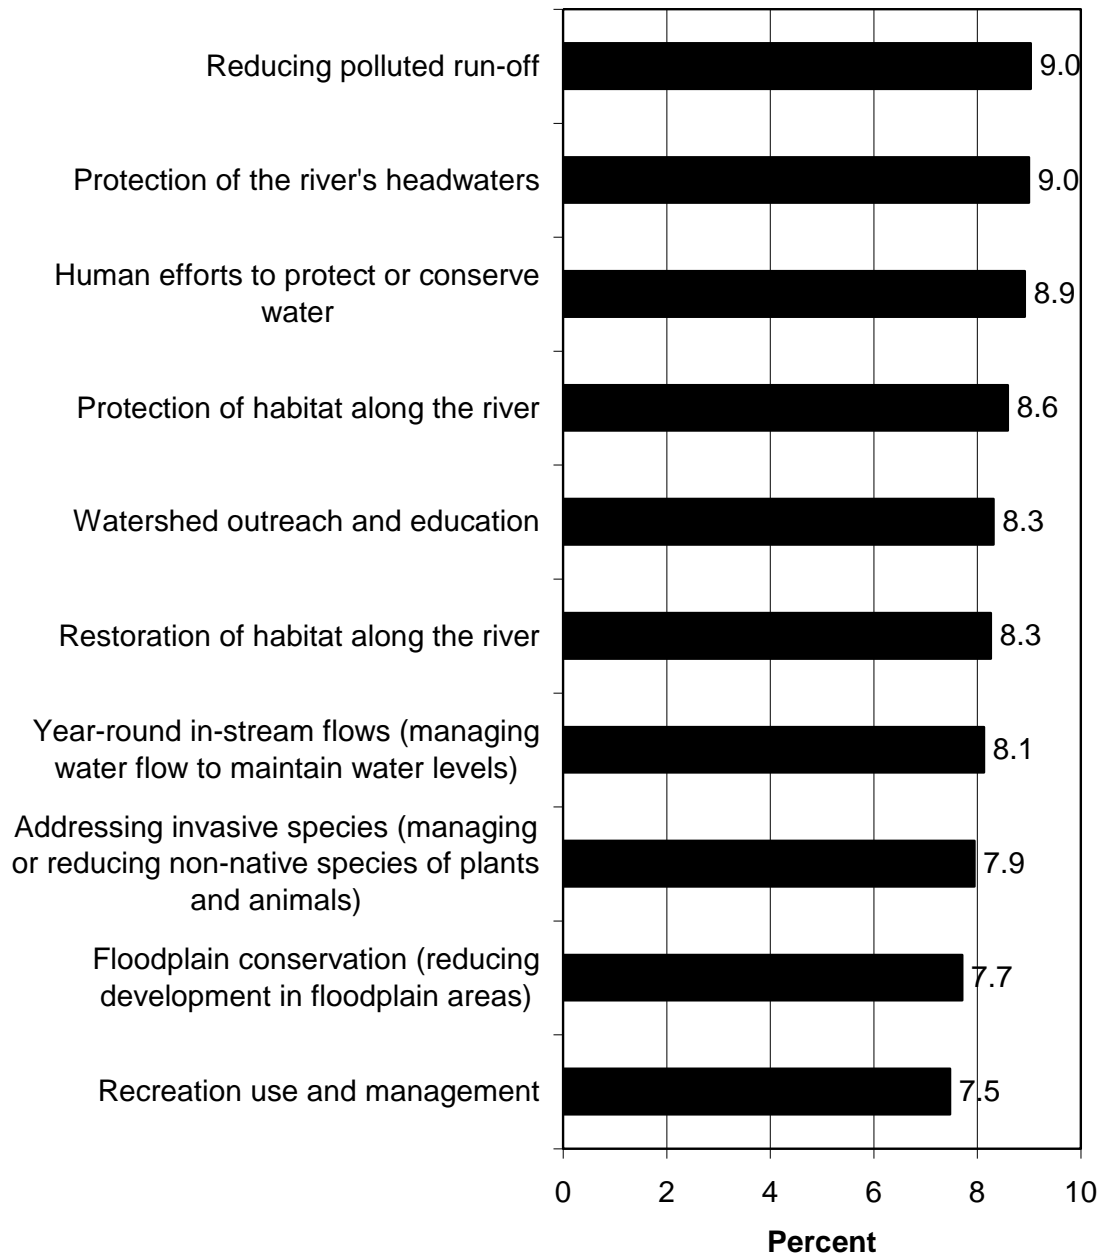 Reducing polluted run-off
9.0
Protection of the river's headwaters
9.0
Human efforts to protect or conserve
water
8.9
Protection of habitat along the river
8.6
Watershed outreach and education
8.3
Restoration of habitat along the river
8.3
Year-round in-stream flows (managing
water flow to maintain water levels)
8.1
Addressing invasive species (managing
or reducing non-native species of plants
and animals)
7.9
Floodplain conservation (reducing
development in floodplain areas)
7.7
Recreation use and management
7.5
0 2 4 6 8 10
Percent